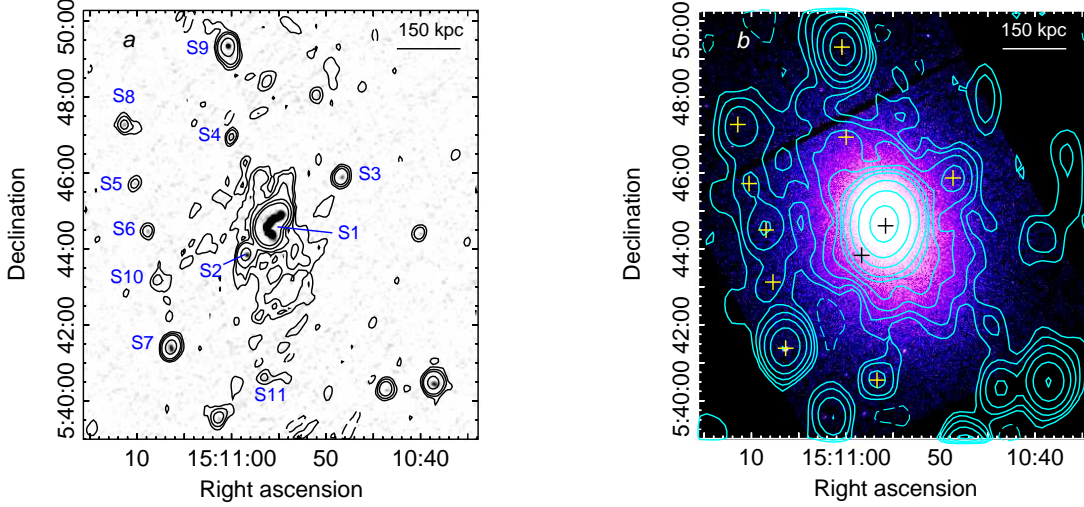 a
150 kpc
S9
S8
S4
S3
S5
S6
S1
S2
S10
S7
S11
50:00
48:00
46:00
44:00
42:00
5:40:00
Declination
10
15:11:00
50
10:40
Right ascension
b
150 kpc
50:00
48:00
46:00
44:00
42:00
5:40:00
Declination
10
15:11:00
50
10:40
Right ascension